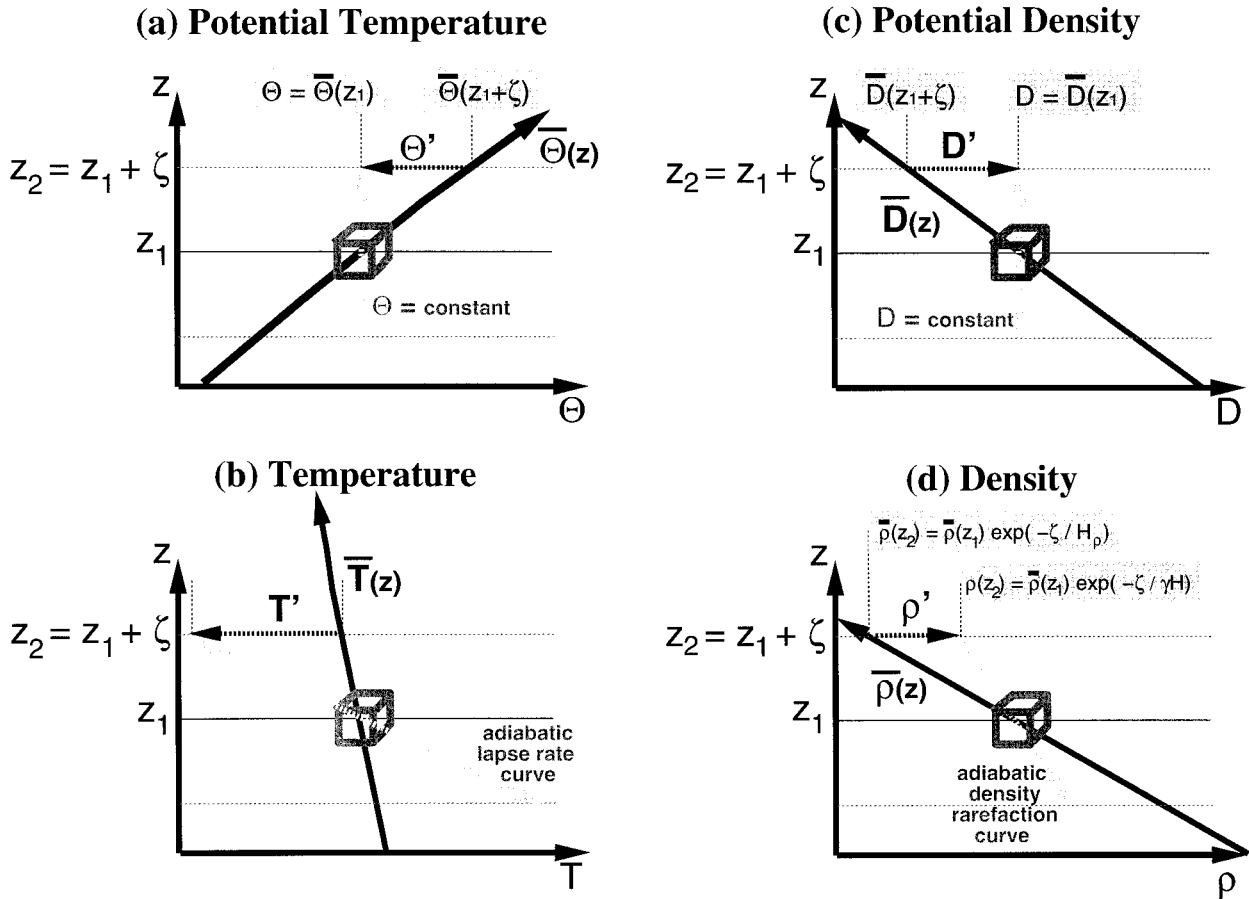 (a) Potential Temperature
z
Θ = Θ̅(z₁)
Θ̅(z₁+ζ)
Θ'
Θ̅(z)
z₂ = z₁ + ζ
z₁
Θ = constant
Θ
(c) Potential Density
z
D̅(z₁+ζ)
D = D̅(z₁)
D'
z₂ = z₁ + ζ
D̅(z)
z₁
D = constant
D
(b) Temperature
z
T̅(z)
T'
z₂ = z₁ + ζ
z₁
adiabatic
lapse rate
curve
T
(d) Density
ρ̅(z₂) = ρ̅(z₁) exp( −ζ / Hρ)
z
ρ(z₂) = ρ̅(z₁) exp( −ζ / γH)
ρ'
z₂ = z₁ + ζ
ρ̅(z)
z₁
adiabatic
density
rarefaction
curve
ρ